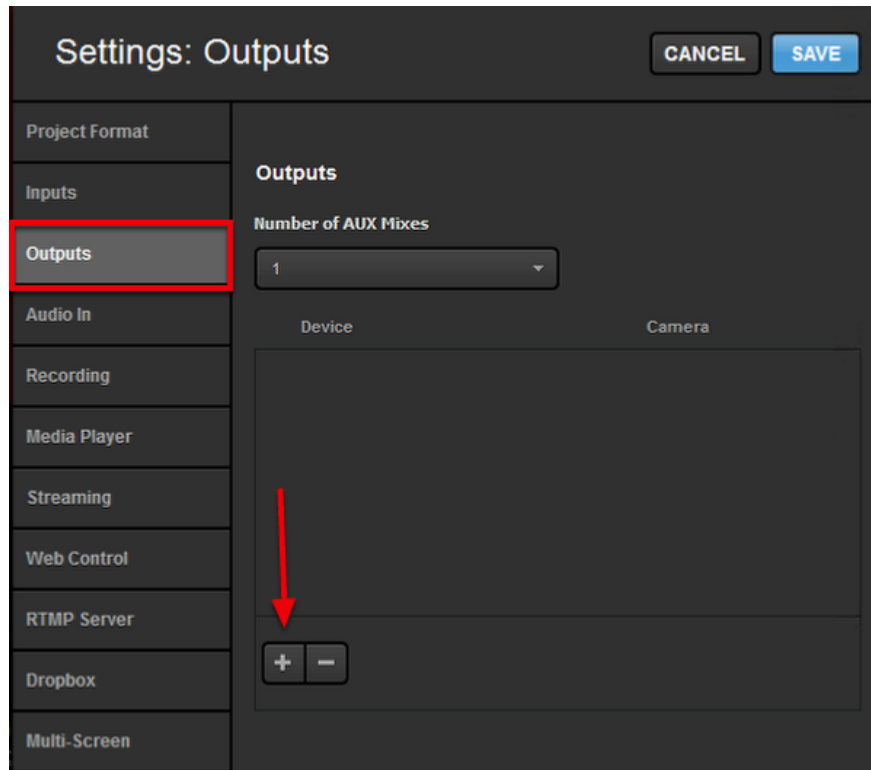 Settings: Outputs
CANCEL
SAVE
Project Format
Inputs
Outputs
Audio In
Recording
Media Player
Streaming
Web Control
RTMP Server
Dropbox
Multi-Screen
Outputs
Number of AUX Mixes
1
Device
Camera
+
−